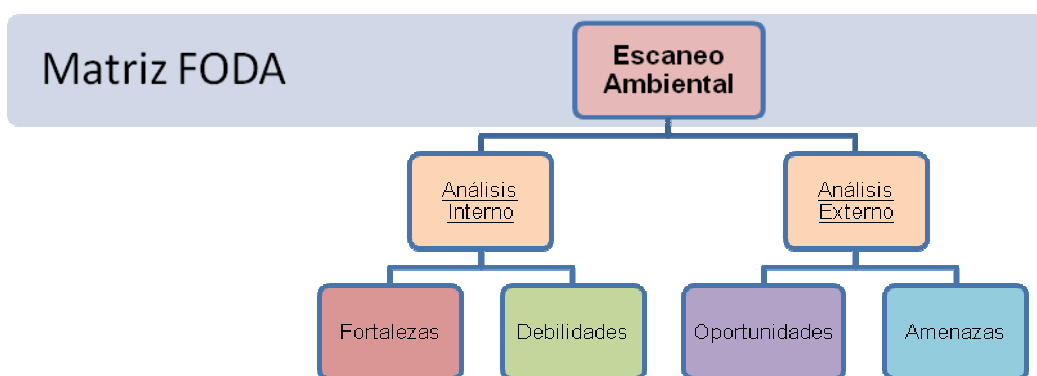 Matriz FODA
Escaneo
Ambiental
Análisis
Interno
Análisis
Externo
Fortalezas
Debilidades
Oportunidades
Amenazas